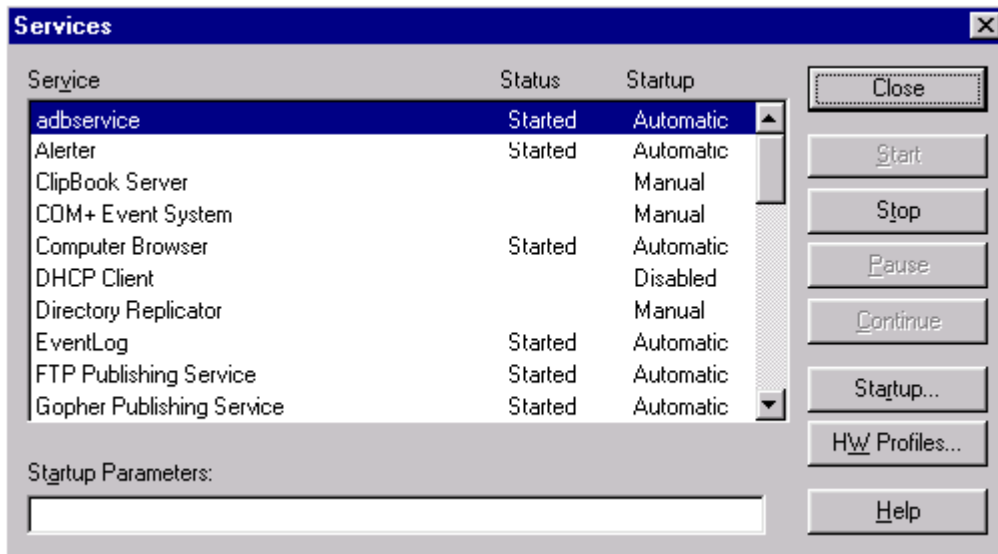 Services
Service Status Startup
adbservice Started Automatic
Alerter Started Automatic
ClipBook Server Manual
COM+ Event System Manual
Computer Browser Started Automatic
DHCP Client Disabled
Directory Replicator Manual
EventLog Started Automatic
FTP Publishing Service Started Automatic
Gopher Publishing Service Started Automatic
Startup Parameters:
Close
Start
Stop
Pause
Continue
Startup...
HW Profiles...
Help